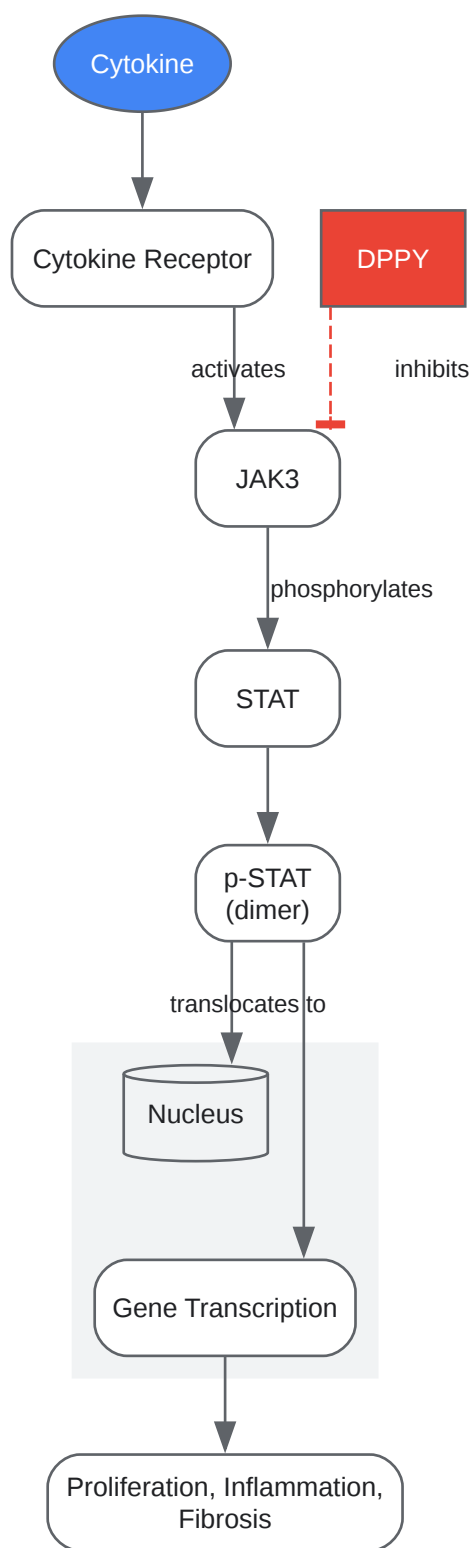 Cytokine
Cytokine Receptor
DPPY
activates
inhibits
JAK3
phosphorylates
STAT
p-STAT
(dimer)
translocates to
Nucleus
Gene Transcription
Proliferation, Inflammation,
Fibrosis